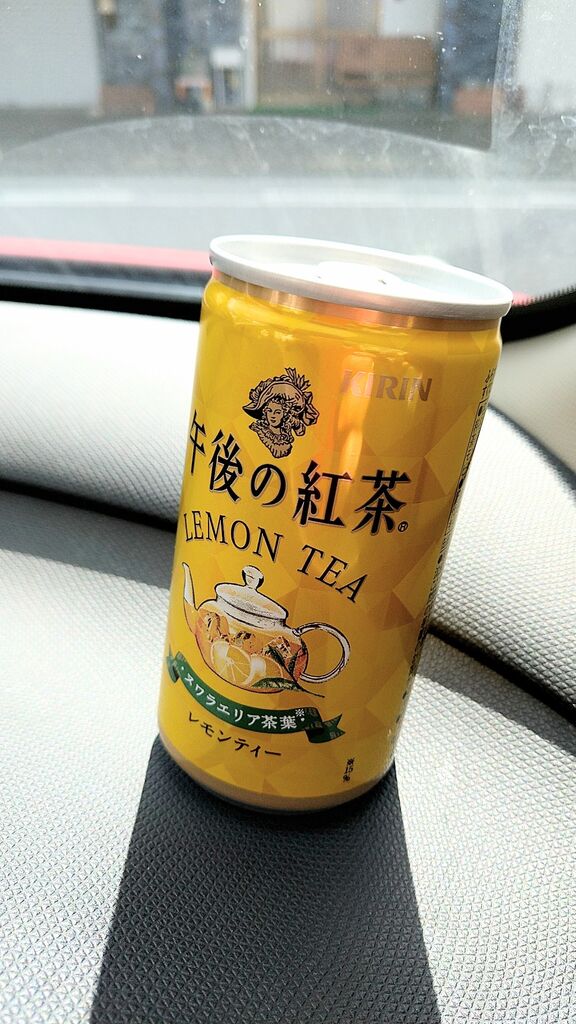 KIRIN
午後の紅茶®
LEMON TEA
・ヌワラエリア茶葉※・
レモンティー
※15%